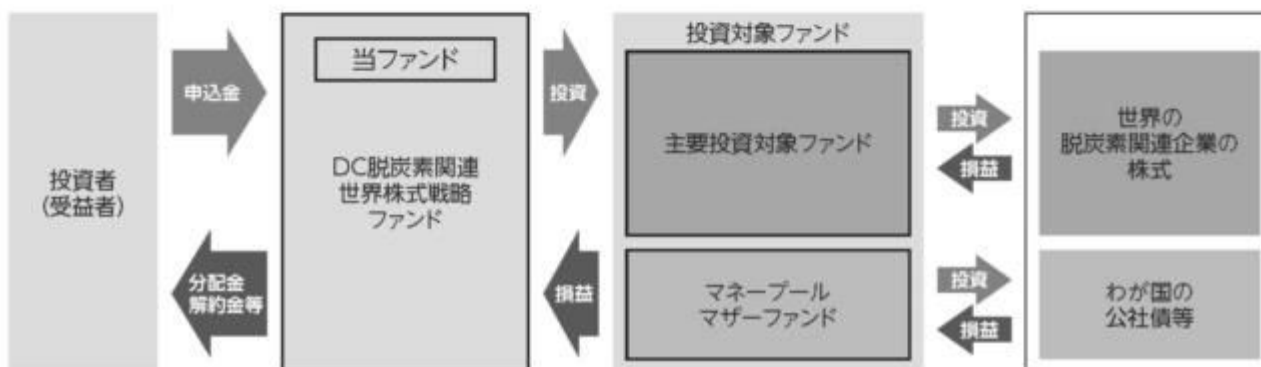 投資者
(受益者)
申込金
分配金
解約金等
当ファンド
DC脱炭素関連
世界株式戦略
ファンド
投資
損益
投資対象ファンド
主要投資対象ファンド
マネープール
マザーファンド
投資
損益
投資
損益
世界の
脱炭素関連企業の
株式
わが国の
公社債等